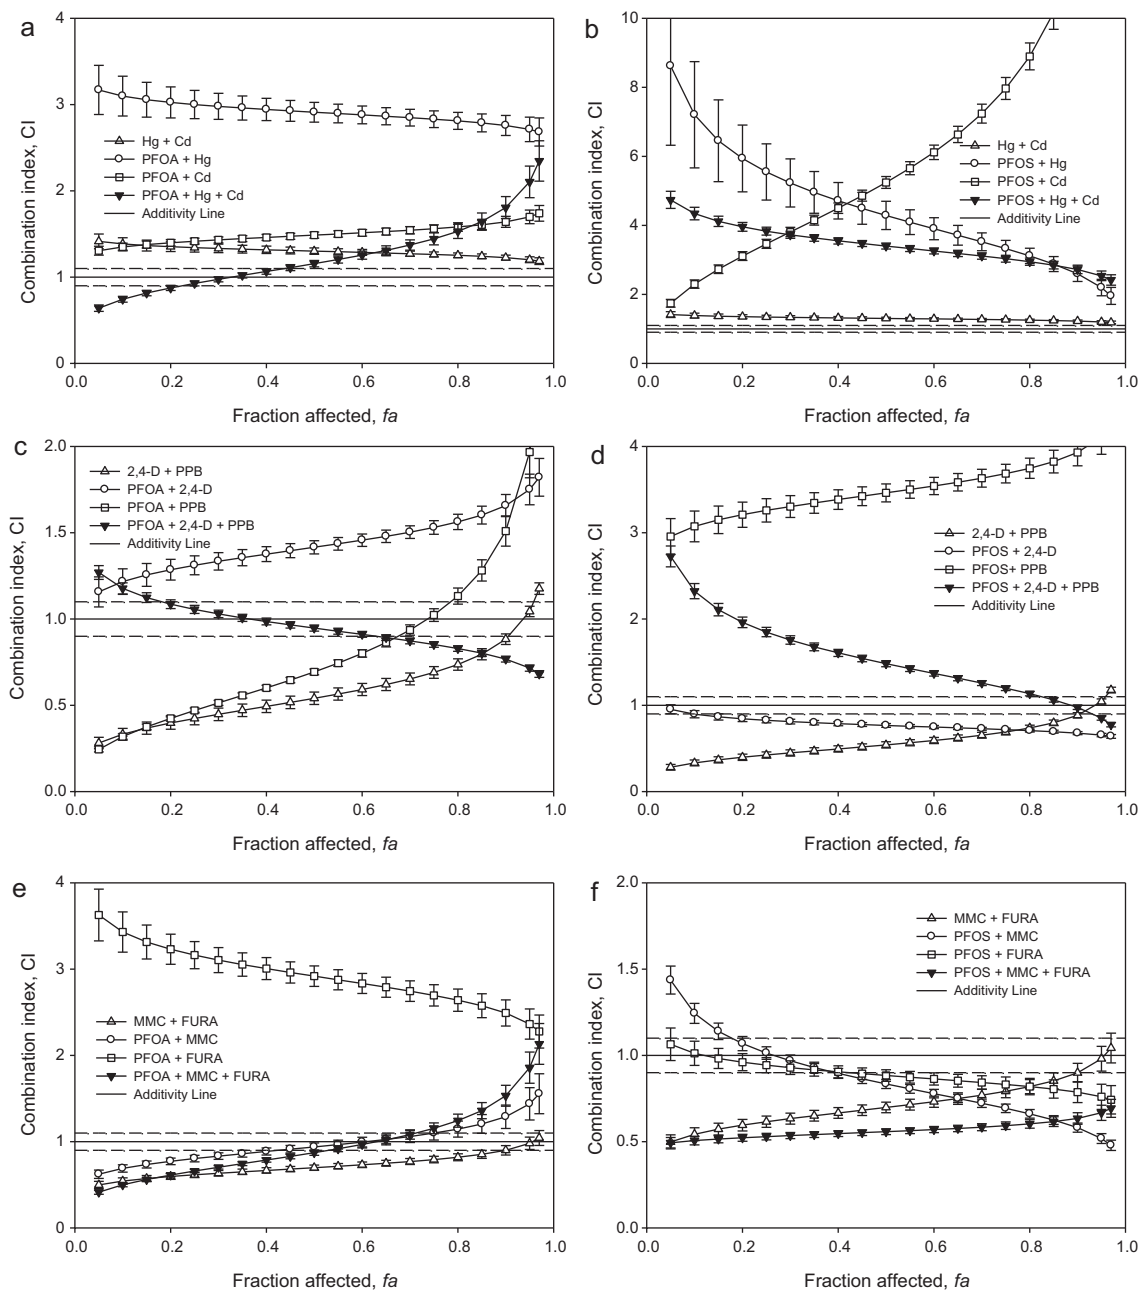 a
4
3
2
1
0
Combination index, CI
Hg + Cd
PFOA + Hg
PFOA + Cd
PFOA + Hg + Cd
Additivity Line
0.0 0.2 0.4 0.6 0.8 1.0
Fraction affected, fa
b
10
8
6
4
2
0
Combination index, CI
Hg + Cd
PFOS + Hg
PFOS + Cd
PFOS + Hg + Cd
Additivity Line
0.0 0.2 0.4 0.6 0.8 1.0
Fraction affected, fa
c
2.0
1.5
1.0
0.5
0.0
Combination index, CI
2,4-D + PPB
PFOA + 2,4-D
PFOA + PPB
PFOA + 2,4-D + PPB
Additivity Line
0.0 0.2 0.4 0.6 0.8 1.0
Fraction affected, fa
d
4
3
2
1
0
Combination index, CI
2,4-D + PPB
PFOS + 2,4-D
PFOS+ PPB
PFOS + 2,4-D + PPB
Additivity Line
0.0 0.2 0.4 0.6 0.8 1.0
Fraction affected, fa
e
4
3
2
1
0
Combination index, CI
MMC + FURA
PFOA + MMC
PFOA + FURA
PFOA + MMC + FURA
Additivity Line
0.0 0.2 0.4 0.6 0.8 1.0
Fraction affected, fa
f
2.0
1.5
1.0
0.5
0.0
Combination index, CI
MMC + FURA
PFOS + MMC
PFOS + FURA
PFOS + MMC + FURA
Additivity Line
0.0 0.2 0.4 0.6 0.8 1.0
Fraction affected, fa